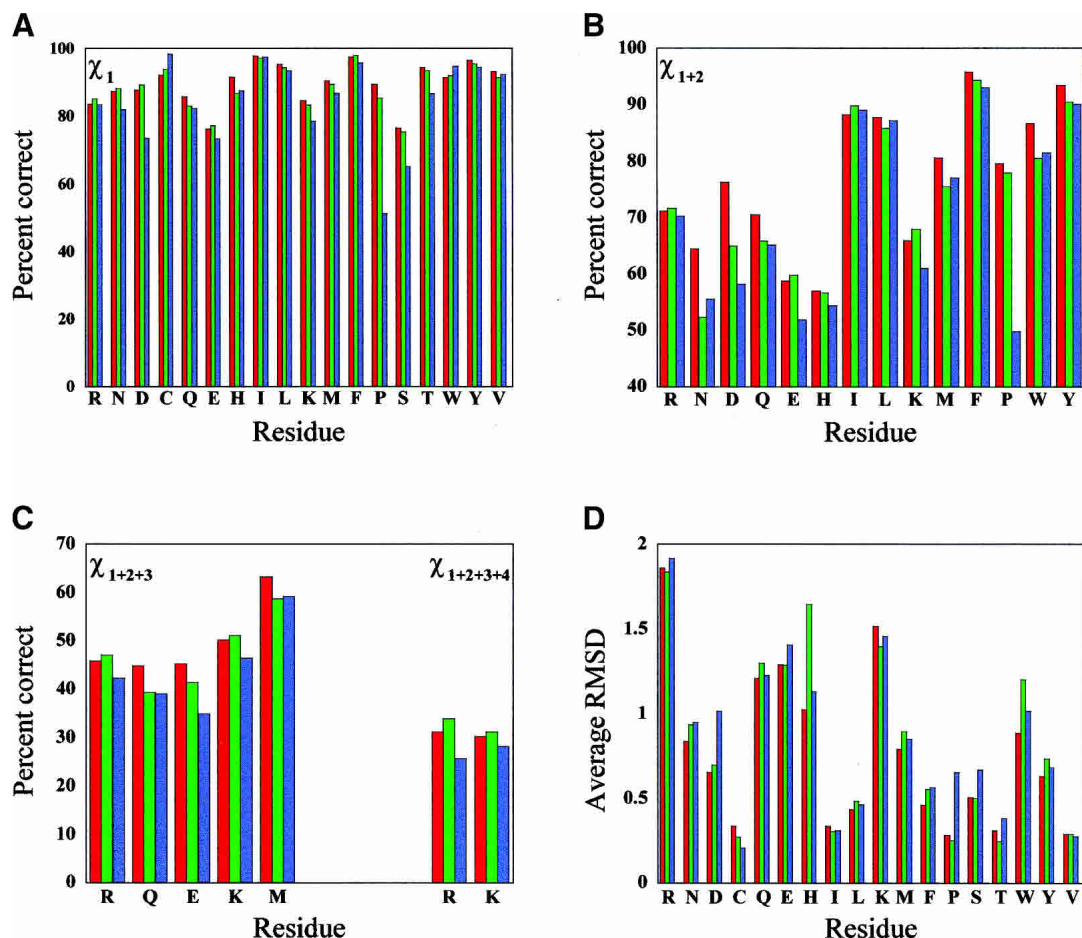 A
χ1
100
80
60
40
20
0
Percent correct
R N D C Q E H I L K M F P S T W Y V
Residue
B
χ1+2
100
90
80
70
60
50
40
Percent correct
R N D Q E H I L K M F P W Y
Residue
C
χ1+2+3
χ1+2+3+4
70
60
50
40
30
20
10
0
Percent correct
R Q E K M R K
Residue
D
2
1.5
1
0.5
0
Average RMSD
R N D C Q E H I L K M F P S T W Y V
Residue